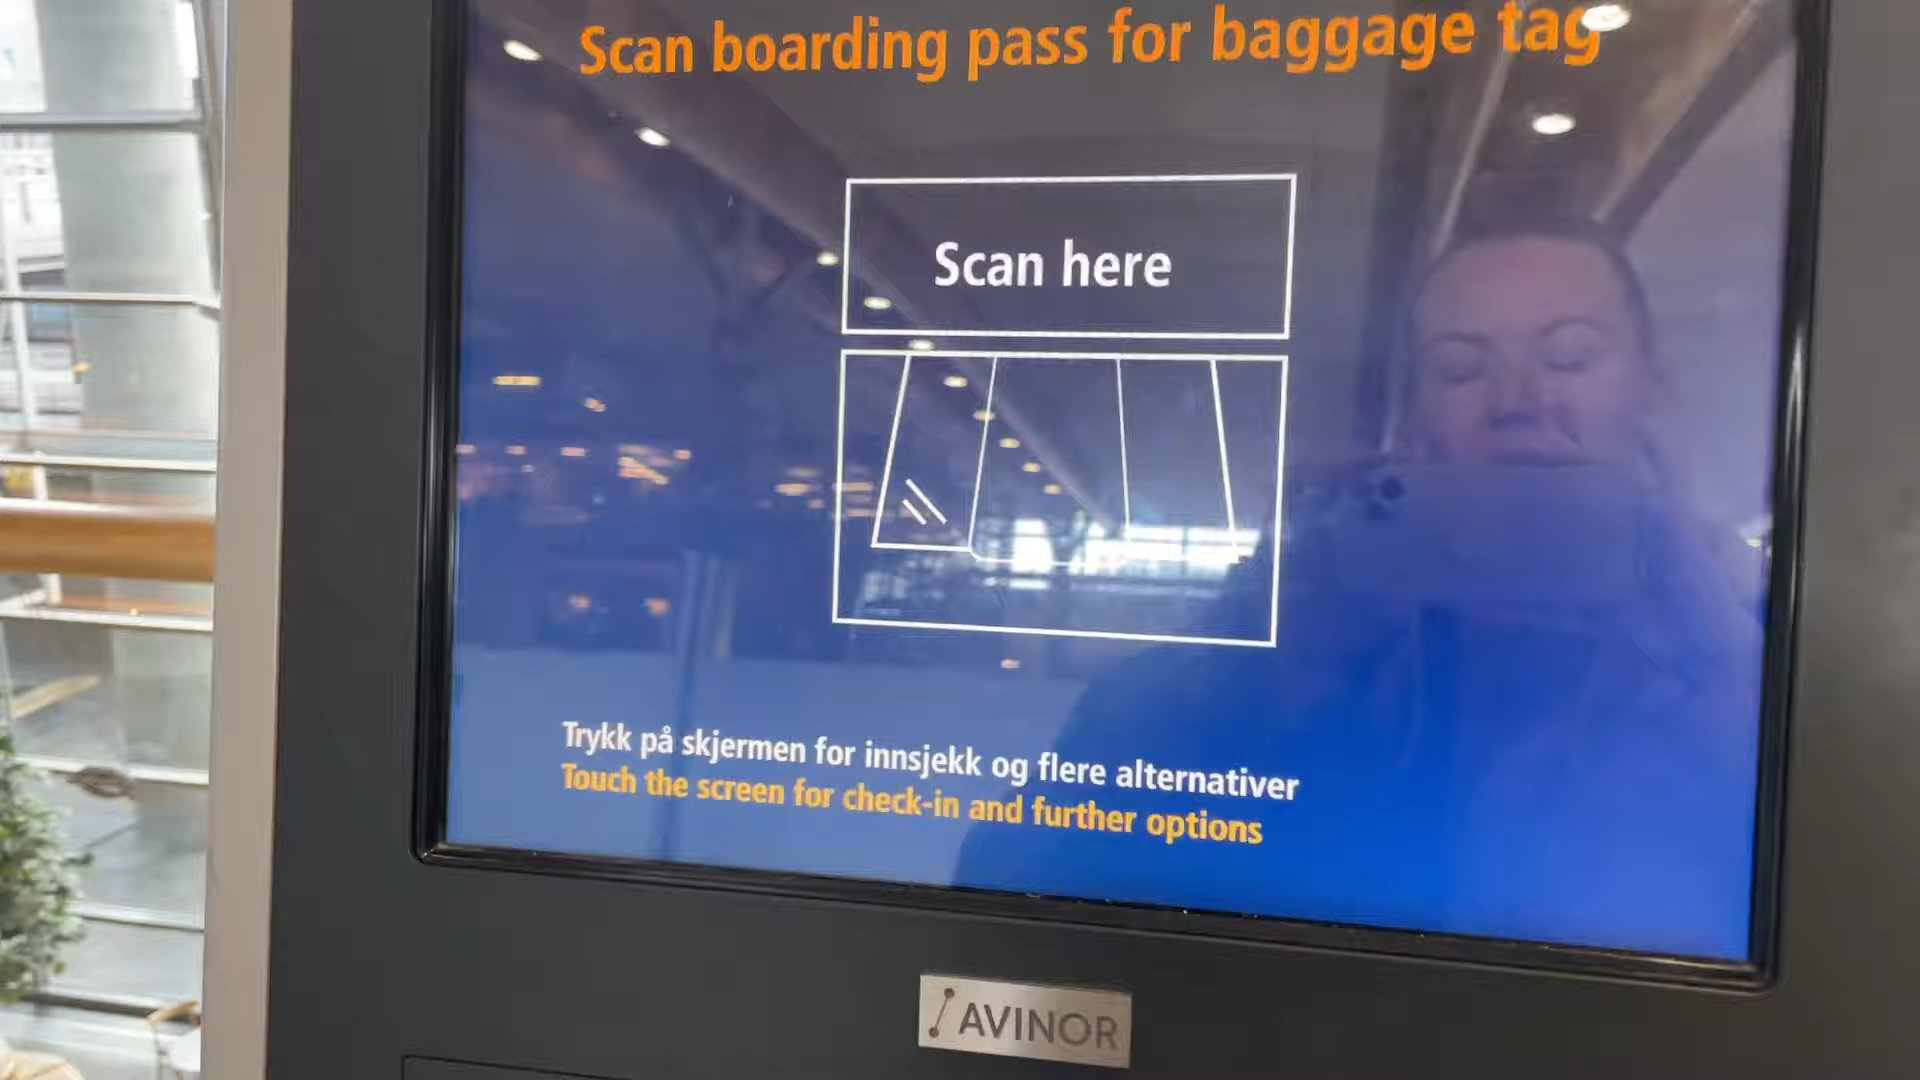 Scan boarding pass for baggage tag
Scan here
Trykk på skjermen for innsjekk og flere alternativer
Touch the screen for check-in and further options
AVINOR